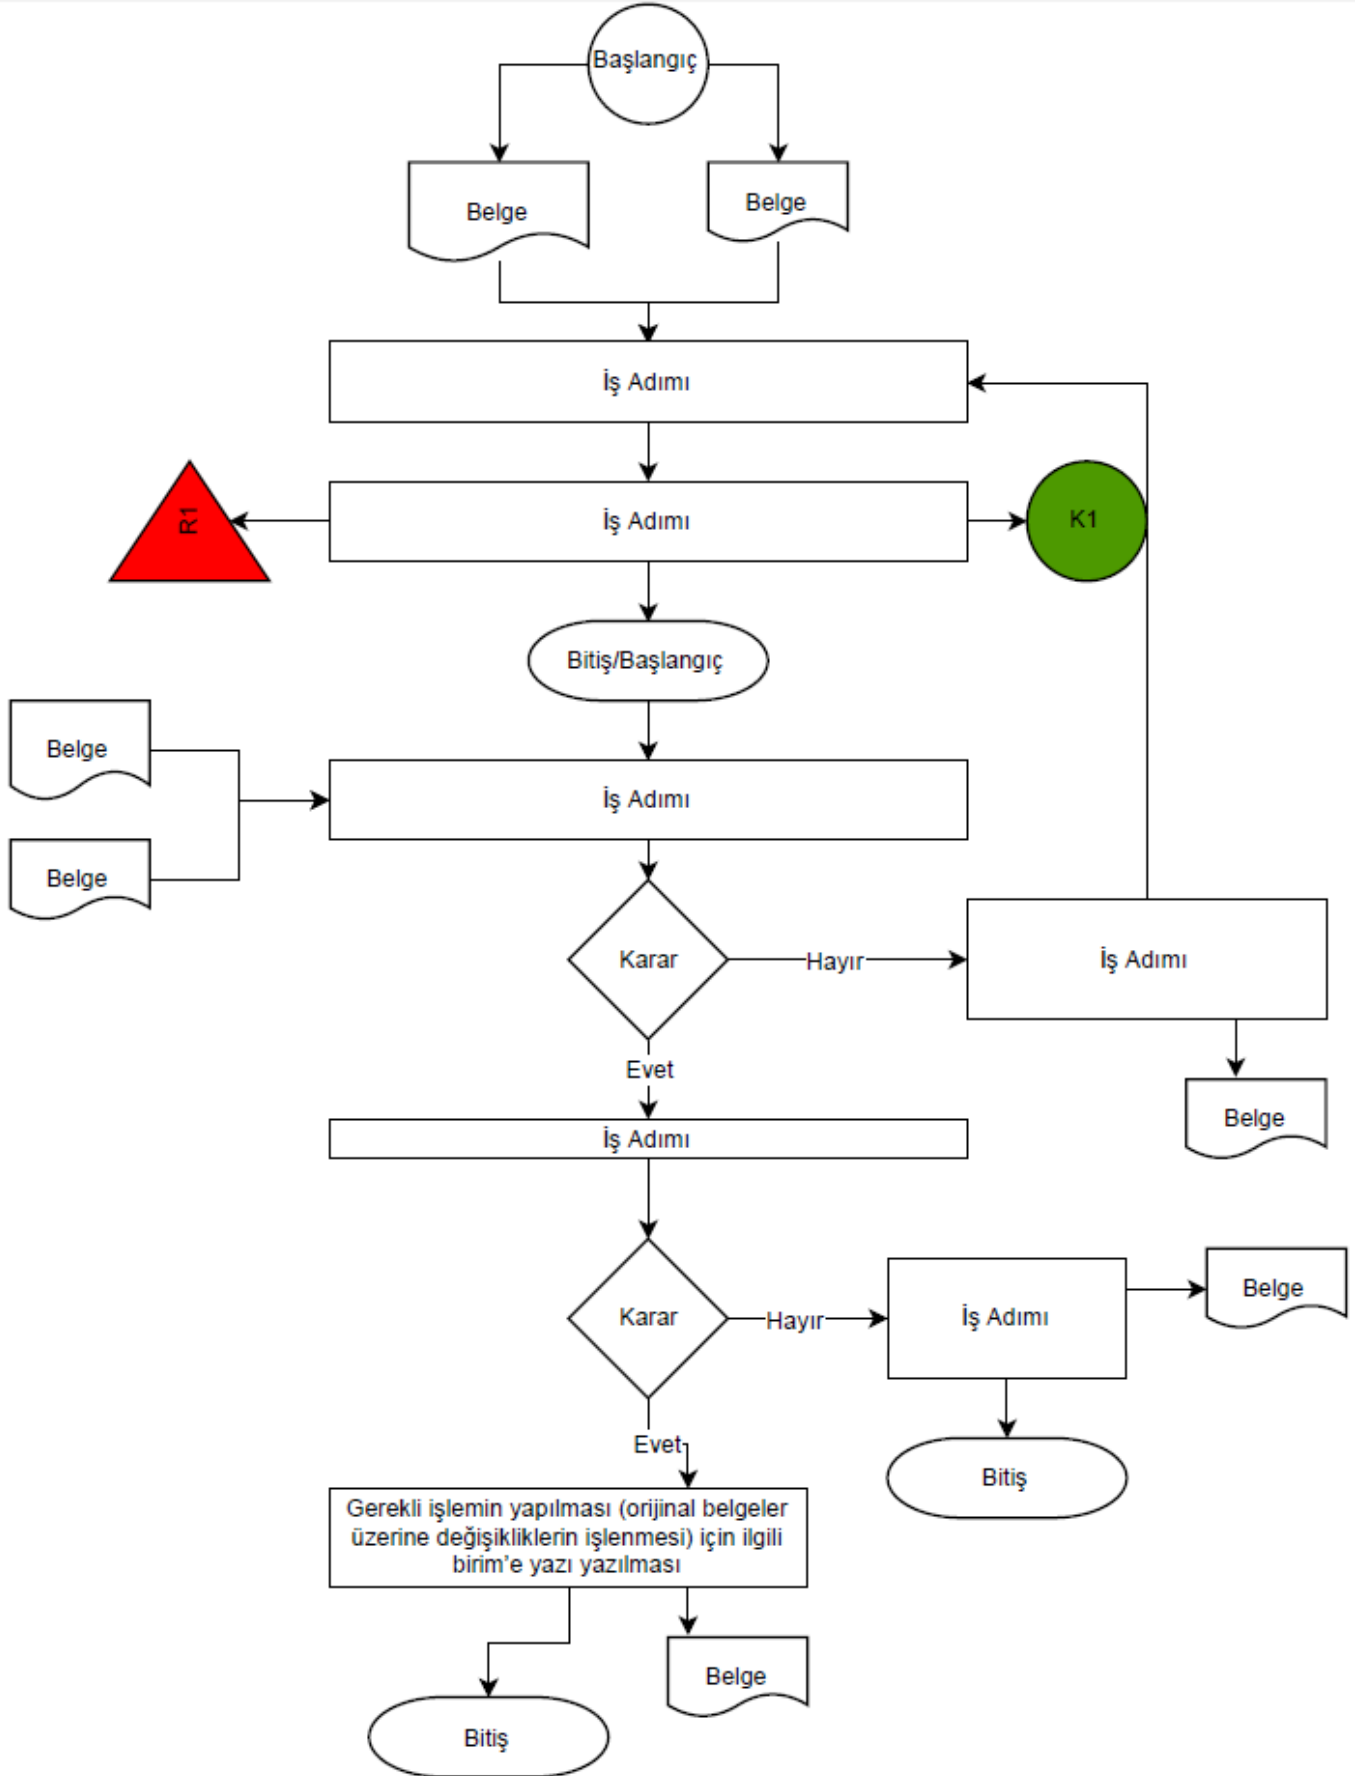 Başlangıç
Belge
Belge
İş Adımı
R1
İş Adımı
K1
Bitiş/Başlangıç
Belge
İş Adımı
Belge
Karar
Hayır
İş Adımı
Evet
Belge
İş Adımı
Karar
Hayır
İş Adımı
Belge
Evet
Bitiş
Gerekli işlemin yapılması (orijinal belgeler
üzerine değişikliklerin işlenmesi) için ilgili
birim'e yazı yazılması
Belge
Bitiş